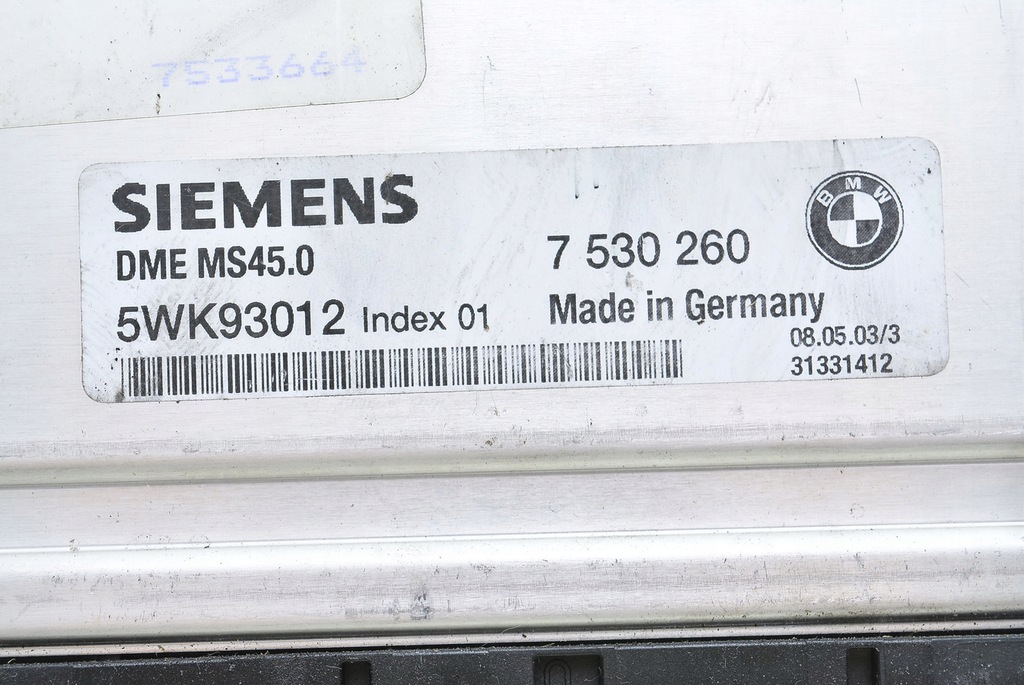 7533664
SIEMENS
BMW
DME MS45.0
7 530 260
5WK93012 Index 01
Made in Germany
08.05.03/3
31331412